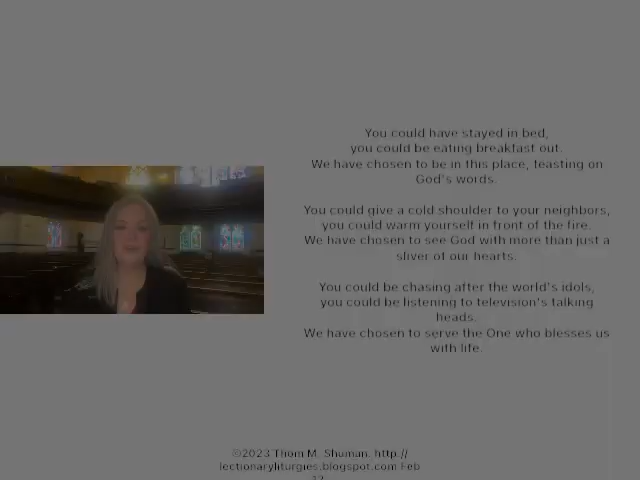 You could have stayed in bed,
you could be eating breakfast out.
We have chosen to be in this place, feasting on
God's words.
You could give a cold shoulder to your neighbors,
you could warm yourself in front of the fire.
We have chosen to see God with more than just a
sliver of our hearts.
You could be chasing after the world's idols,
you could be listening to television's talking
heads.
We have chosen to serve the One who blesses us
with life.
©2023 Thom M. Shuman. http://
lectionaryliturgies.blogspot.com Feb